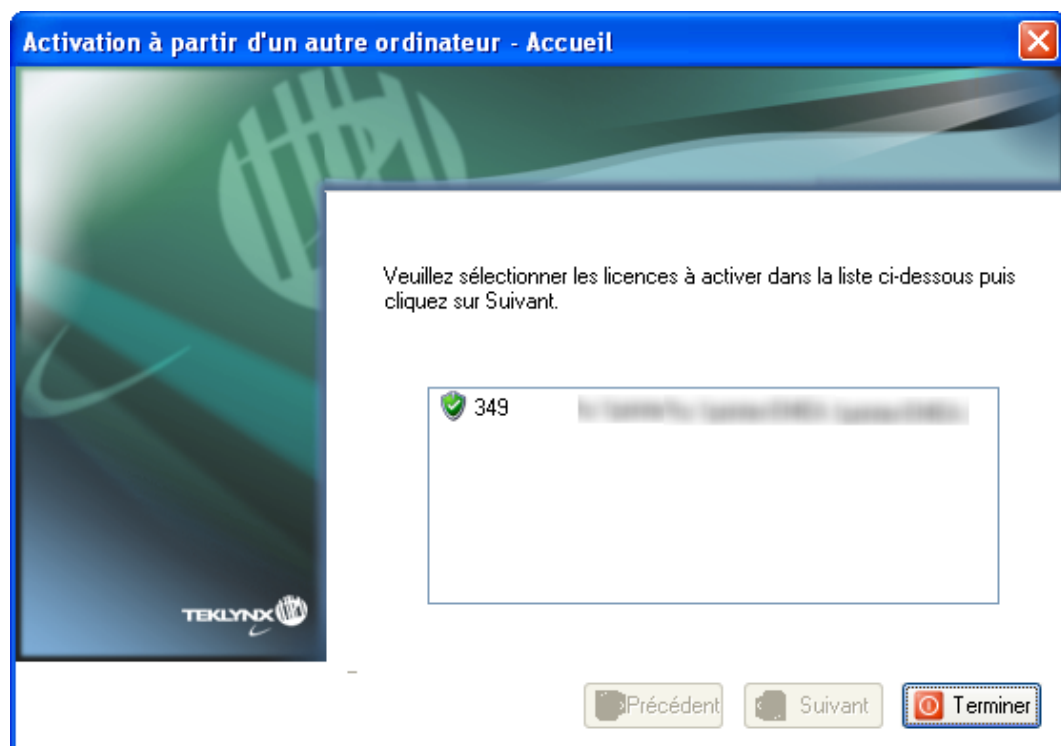 Activation à partir d'un autre ordinateur - Accueil
Veuillez sélectionner les licences à activer dans la liste ci-dessous puis
cliquez sur Suivant.
349
TEKLYNX
Précédent
Suivant
Terminer